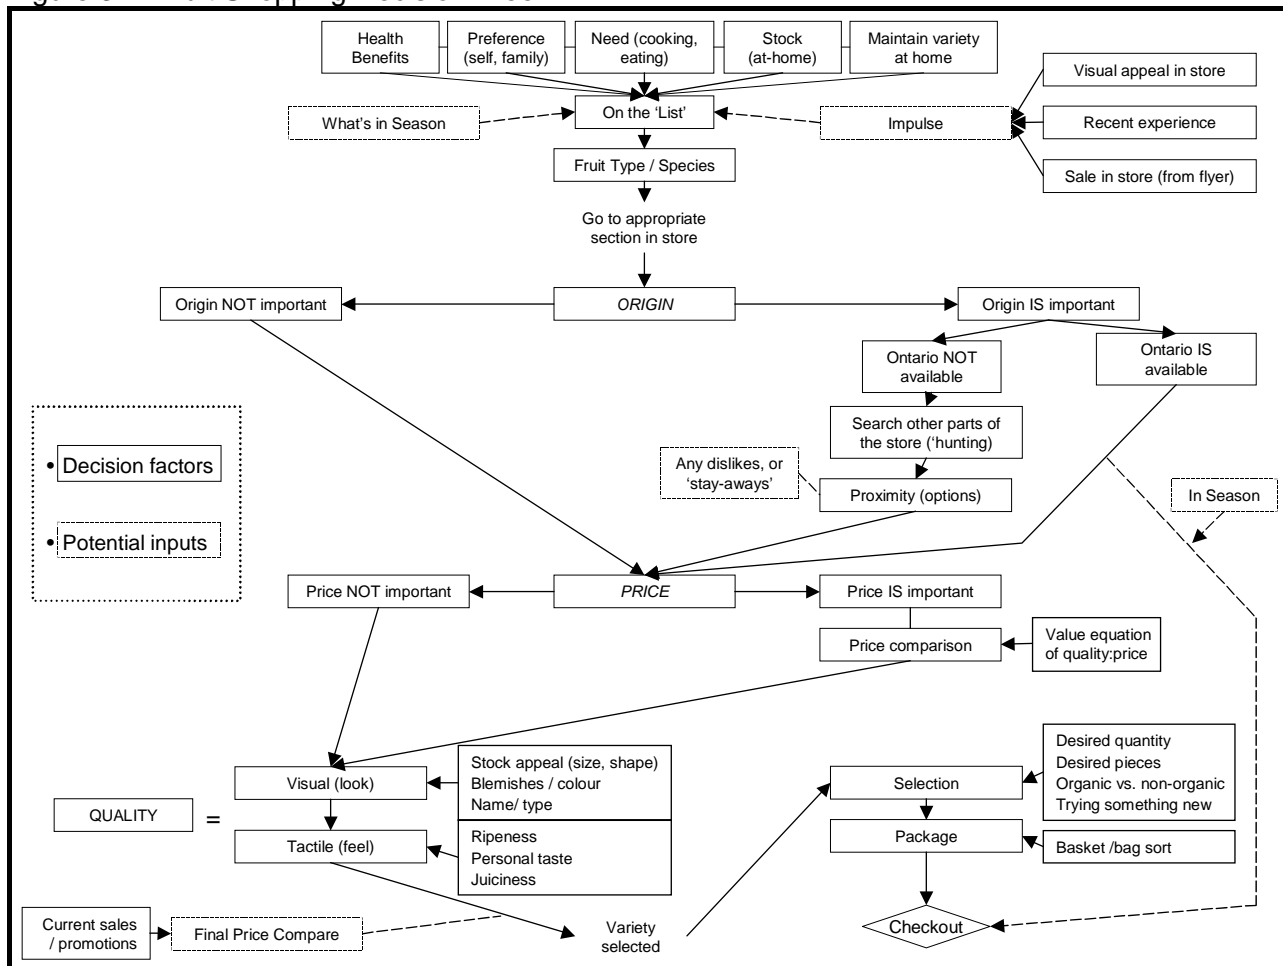 Health
Benefits
Preference
(self, family)
Need (cooking,
eating)
Stock
(at-home)
Maintain variety
at home
Visual appeal in store
What's in Season
On the 'List'
Impulse
Recent experience
Fruit Type / Species
Sale in store (from flyer)
Go to appropriate
section in store
Origin NOT important
ORIGIN
Origin IS important
Ontario NOT
available
Ontario IS
available
Search other parts of
the store ('hunting)
• Decision factors
Any dislikes, or
'stay-aways'
Proximity (options)
In Season
• Potential inputs
Price NOT important
PRICE
Price IS important
Price comparison
Value equation
of quality:price
Visual (look)
Stock appeal (size, shape)
Blemishes / colour
Name/ type
Selection
Desired quantity
Desired pieces
Organic vs. non-organic
Trying something new
QUALITY =
Tactile (feel)
Ripeness
Personal taste
Juiciness
Package
Basket /bag sort
Current sales
/ promotions
Final Price Compare
Variety
selected
Checkout